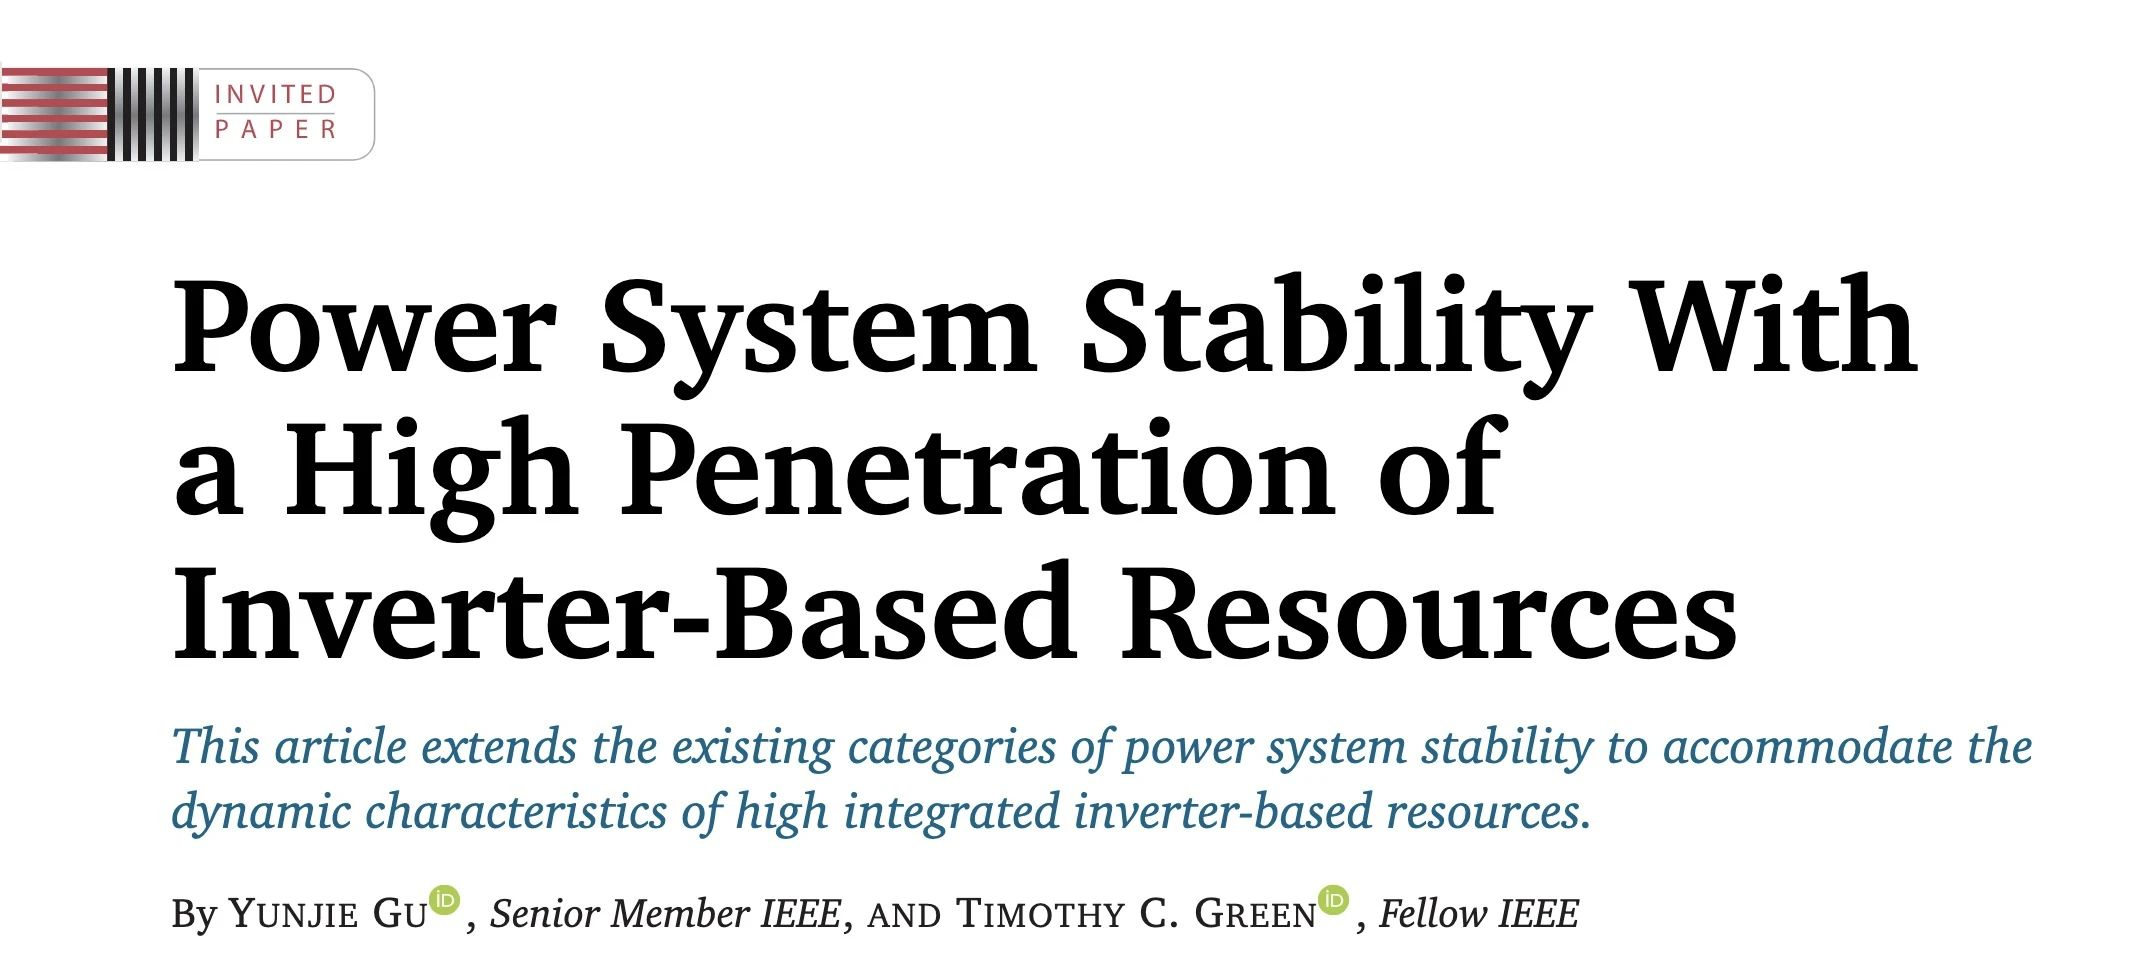 INVITED
PAPER
Power System Stability With
a High Penetration of
Inverter-Based Resources
This article extends the existing categories of power system stability to accommodate the
dynamic characteristics of high integrated inverter-based resources.
By YUNJIE GU iD, Senior Member IEEE, AND TIMOTHY C. GREEN iD, Fellow IEEE